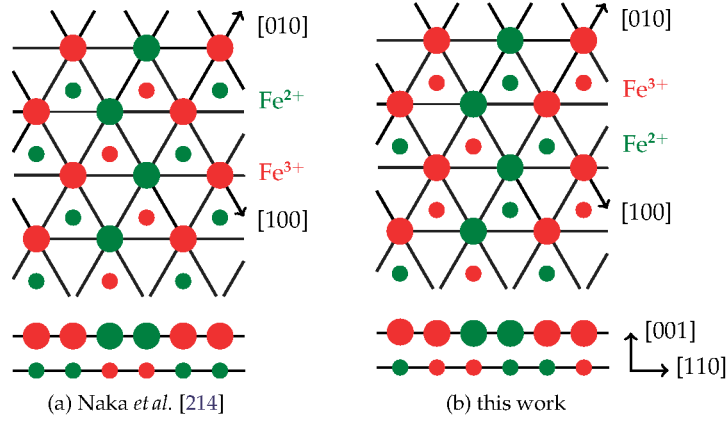 [010]
Fe²⁺
Fe³⁺
[100]
(a) Naka et al. [214]
[010]
Fe³⁺
Fe²⁺
[100]
[001]
[110]
(b) this work